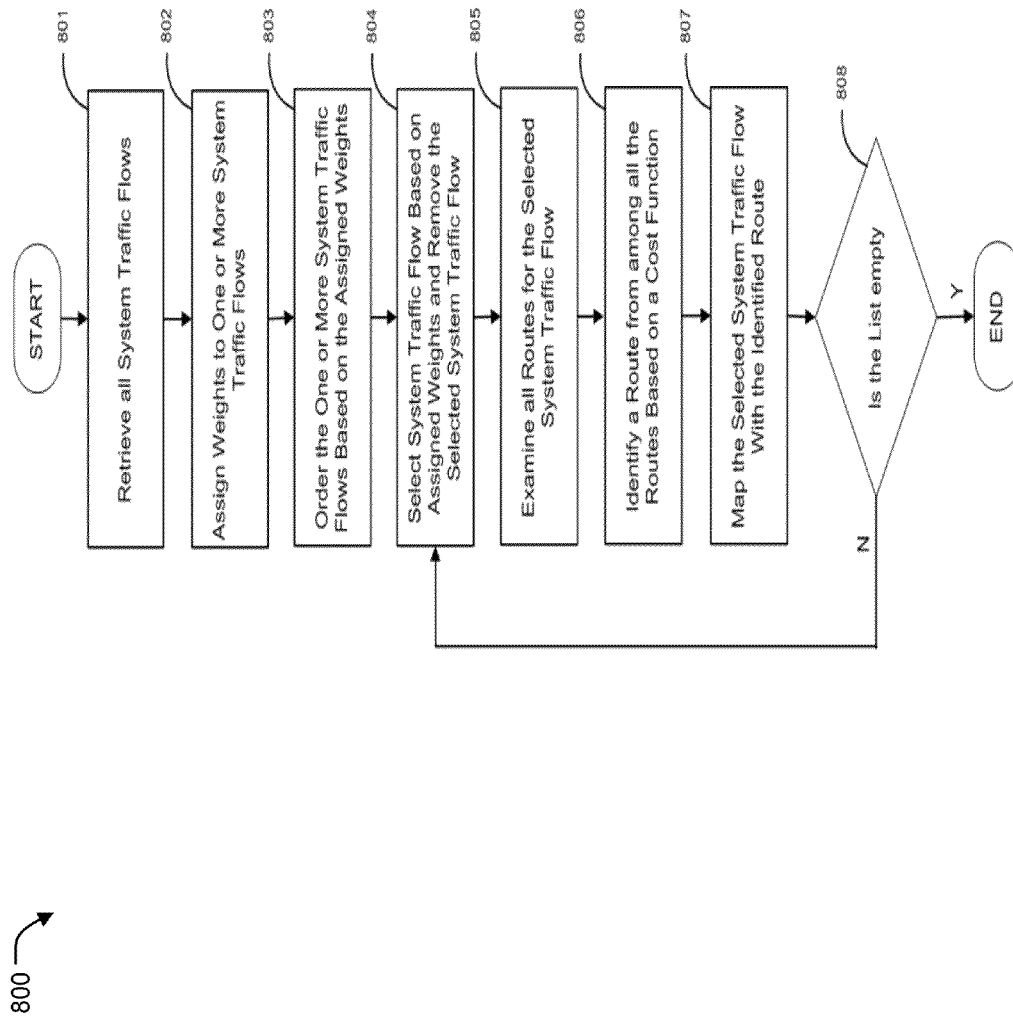 800
START
801
Retrieve all System Traffic Flows
802
Assign Weights to One or More System
Traffic Flows
803
Order the One or More System Traffic
Flows Based on the Assigned Weights
804
Select System Traffic Flow Based on
Assigned Weights and Remove the
Selected System Traffic Flow
805
Examine all Routes for the Selected
System Traffic Flow
806
Identify a Route from among all the
Routes Based on a Cost Function
807
Map the Selected System Traffic Flow
With the Identified Route
808
Is the List empty
N
Y
END